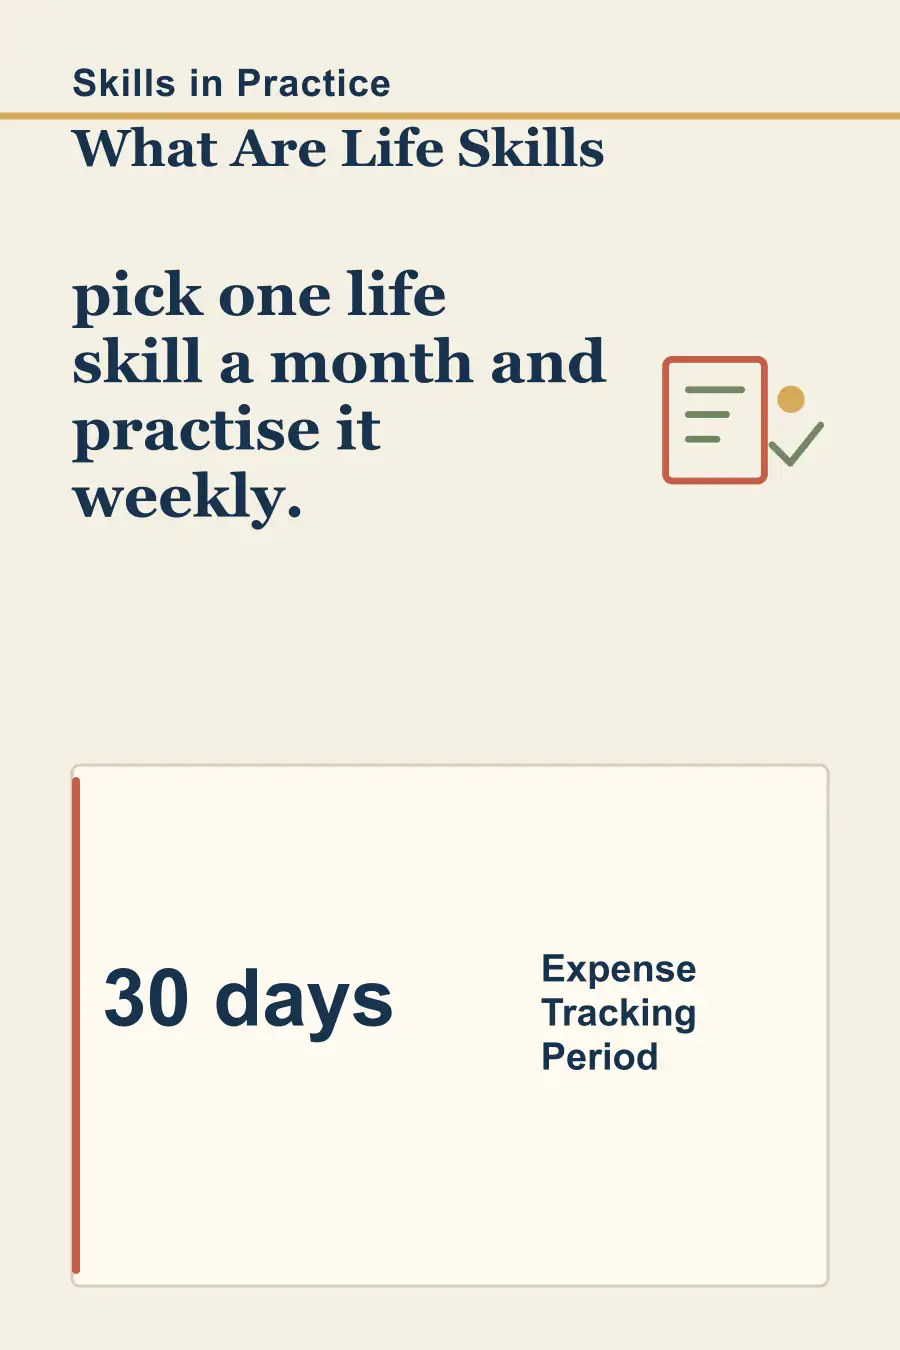 Skills in Practice
What Are Life Skills
pick one life
skill a month and
practise it
weekly.
30 days
Expense
Tracking
Period